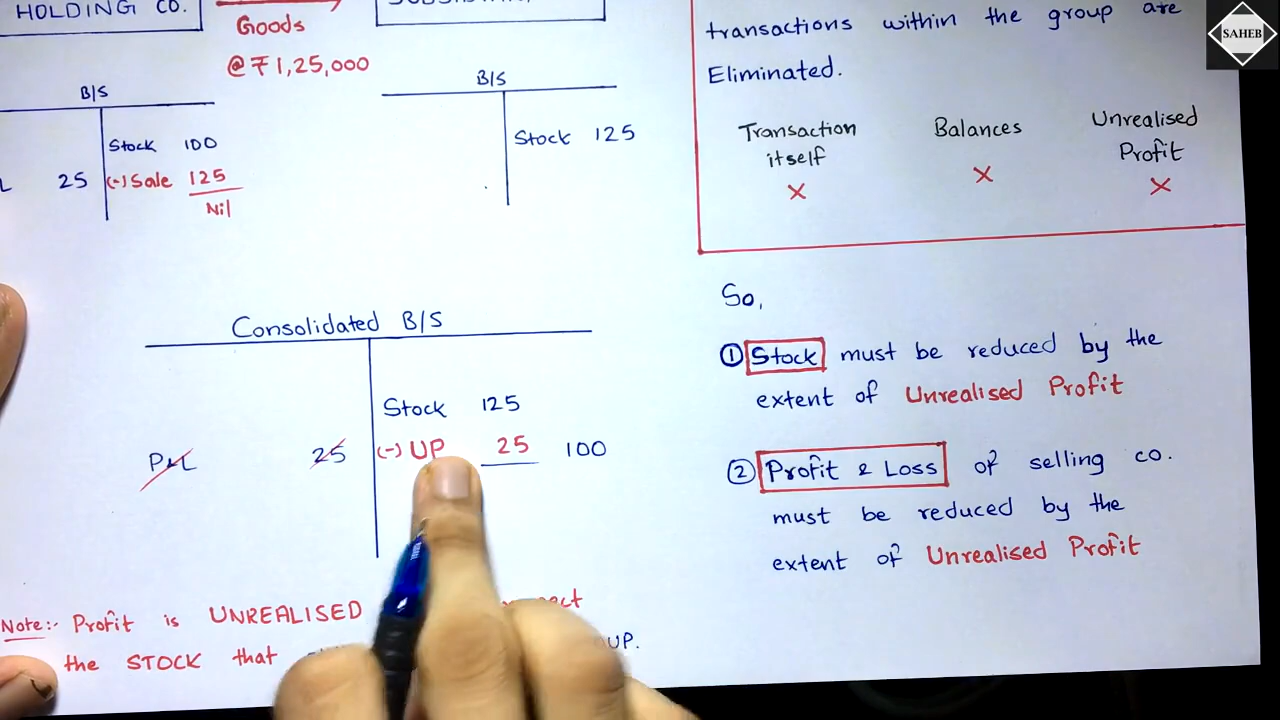 HOLDING CO.
Goods
@ ₹1,25,000
B/S
Stock 100
25 (-) Sale 125
Nil
B/S
Stock 125
transactions within the group are
Eliminated.
Transaction
itself
×
Balances
×
Unrealised
Profit
×
SAHEB
Consolidated B/S
Stock 125
P&L 25 (-) UP 25 100
So,
① Stock must be reduced by the
extent of Unrealised Profit
② Profit & Loss of selling co.
must be reduced by the
extent of Unrealised Profit
Note:- Profit is UNREALISED
the STOCK that